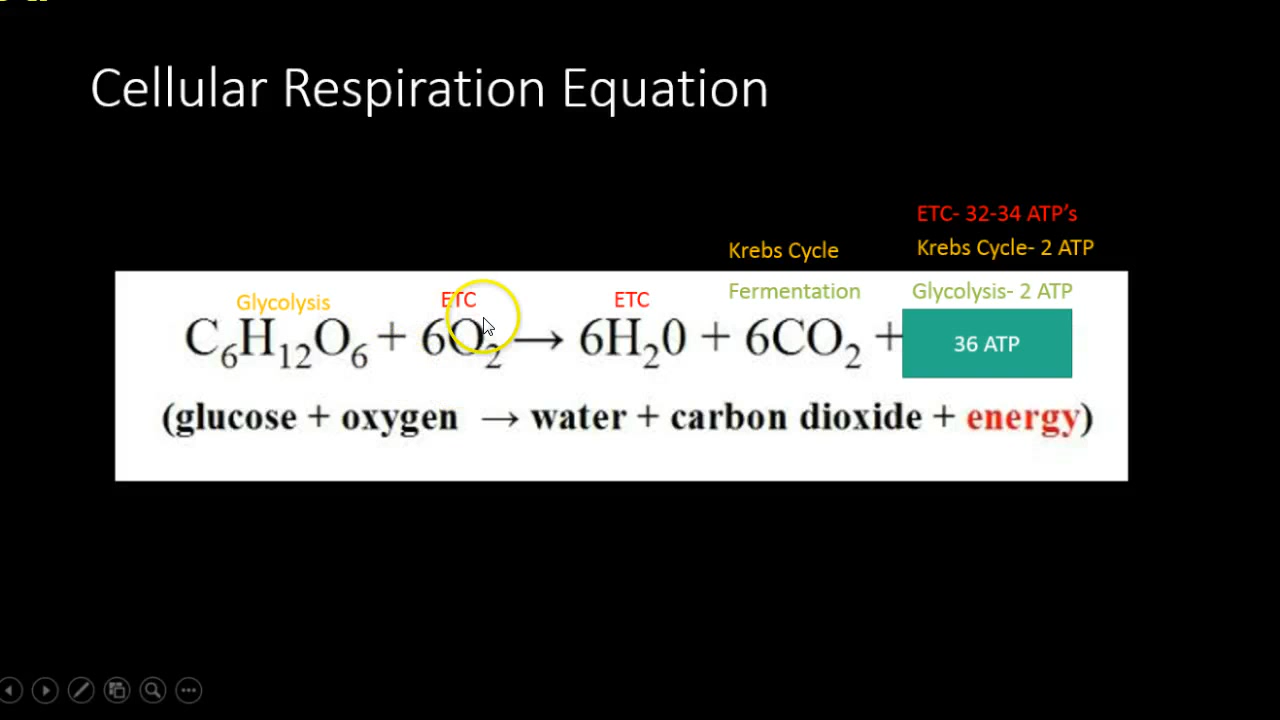 Cellular Respiration Equation
ETC- 32-34 ATP’s
Krebs Cycle
Krebs Cycle- 2 ATP
Fermentation
Glycolysis- 2 ATP
Glycolysis
ETC
ETC
C₆H₁₂O₆ + 6O₂ → 6H₂0 + 6CO₂ + 36 ATP
(glucose + oxygen → water + carbon dioxide + energy)